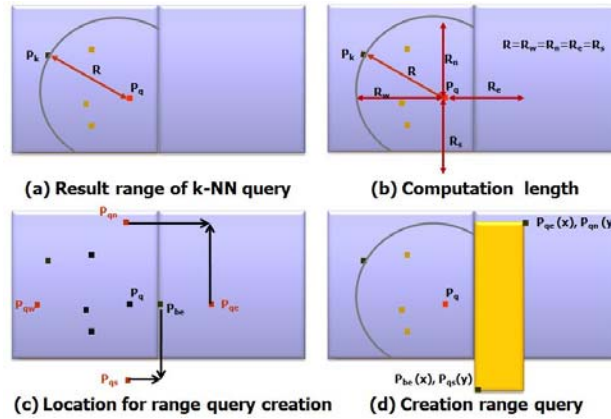 Pk
R
Pq
(a) Result range of k-NN query
Pk
R
Rn
Pq
Rw
Re
Rs
R=Rw=Rn=Re=Rs
(b) Computation length
Pqn
Pqw
Pq
Pbe
Pqe
Pqs
(c) Location for range query creation
Pqe(x), Pqn(y)
Pq
Pbe(x), Pqs(y)
(d) Creation range query